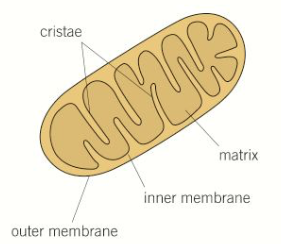 cristae
matrix
inner membrane
outer membrane